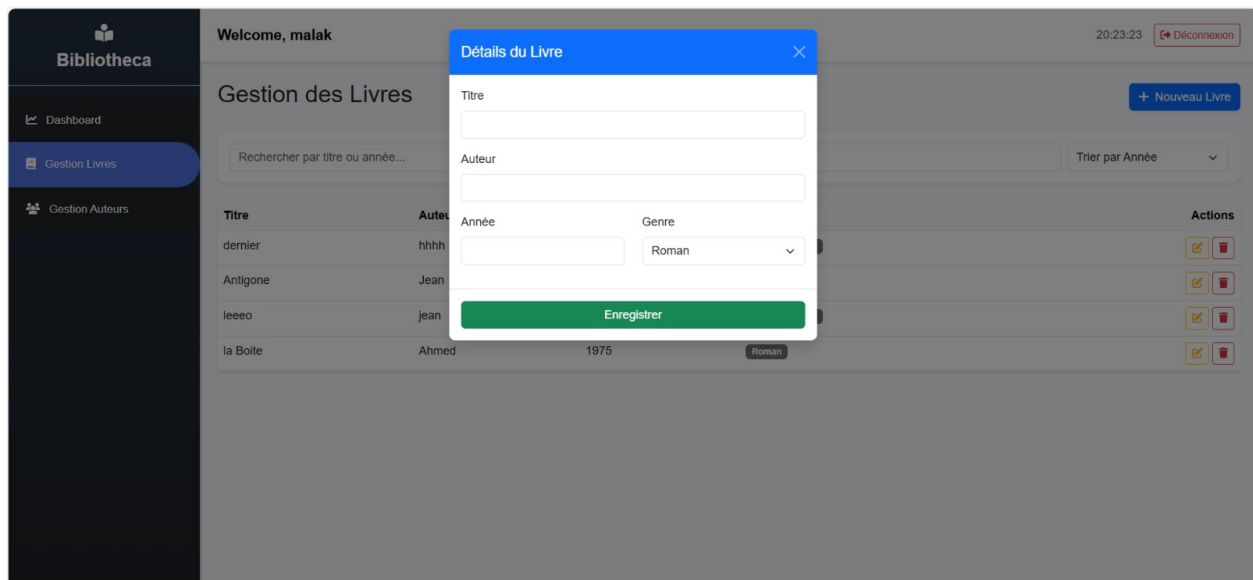 Bibliotheca
Dashboard
Gestion Livres
Gestion Auteurs
Welcome, malak
20:23:23 Déconnexion
Gestion des Livres
+ Nouveau Livre
Rechercher par titre ou année...
Trier par Année
Titre Actions
dernier hhhh
Antigone Jean
leeeo jean
la Boite Ahmed 1975 Roman
Détails du Livre
Titre
Auteur
Année Genre
Roman
Enregistrer